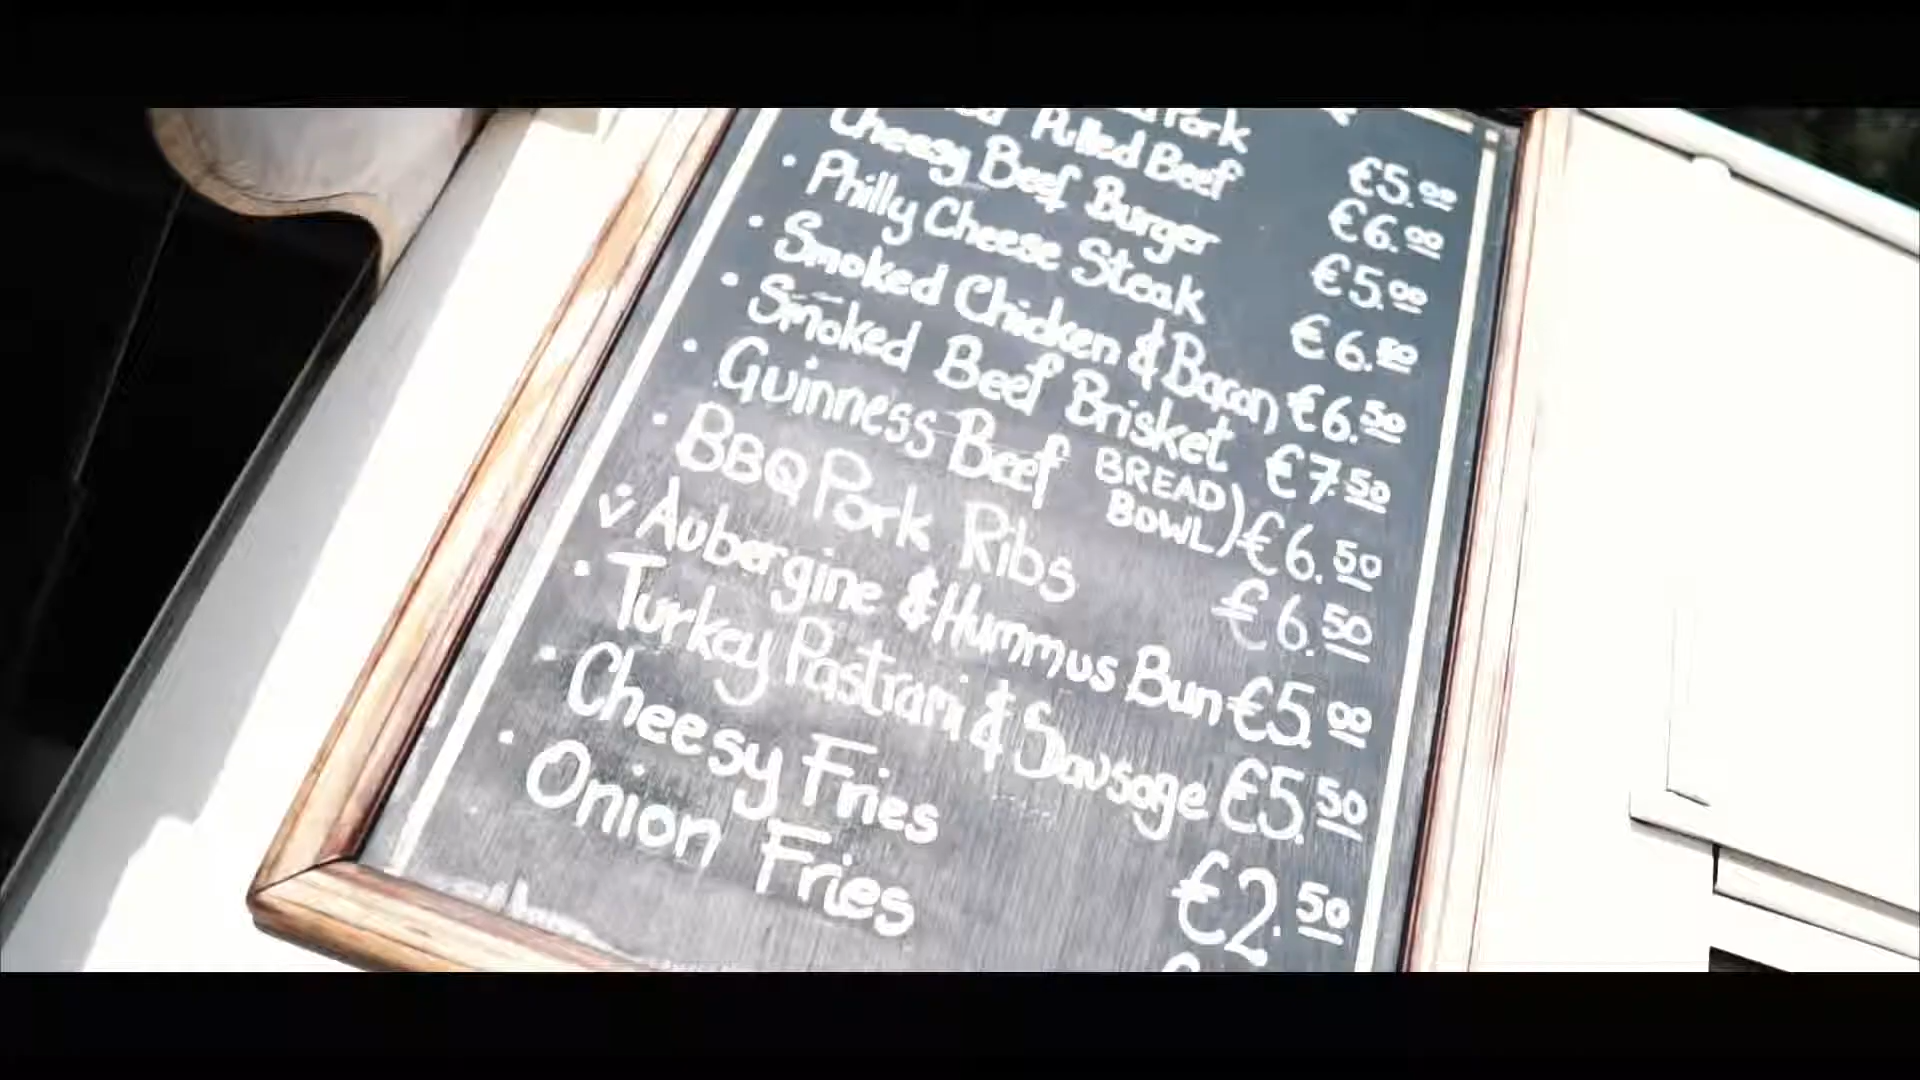 Pork €5.00
Pulled Beef €6.00
Cheesy Beef Burger €5.00
• Philly Cheese Steak €6.50
• Smoked Chicken & Bacon €6.50
• Smoked Beef Brisket €7.50
• Guinness Beef BREAD BOWL) €6.50
• BBQ Pork Ribs €6.50
V Aubergine & Hummus Bun €5.00
• Turkey Pastrami & Sausage €5.50
• Cheesy Fries €2.50
• Onion Fries